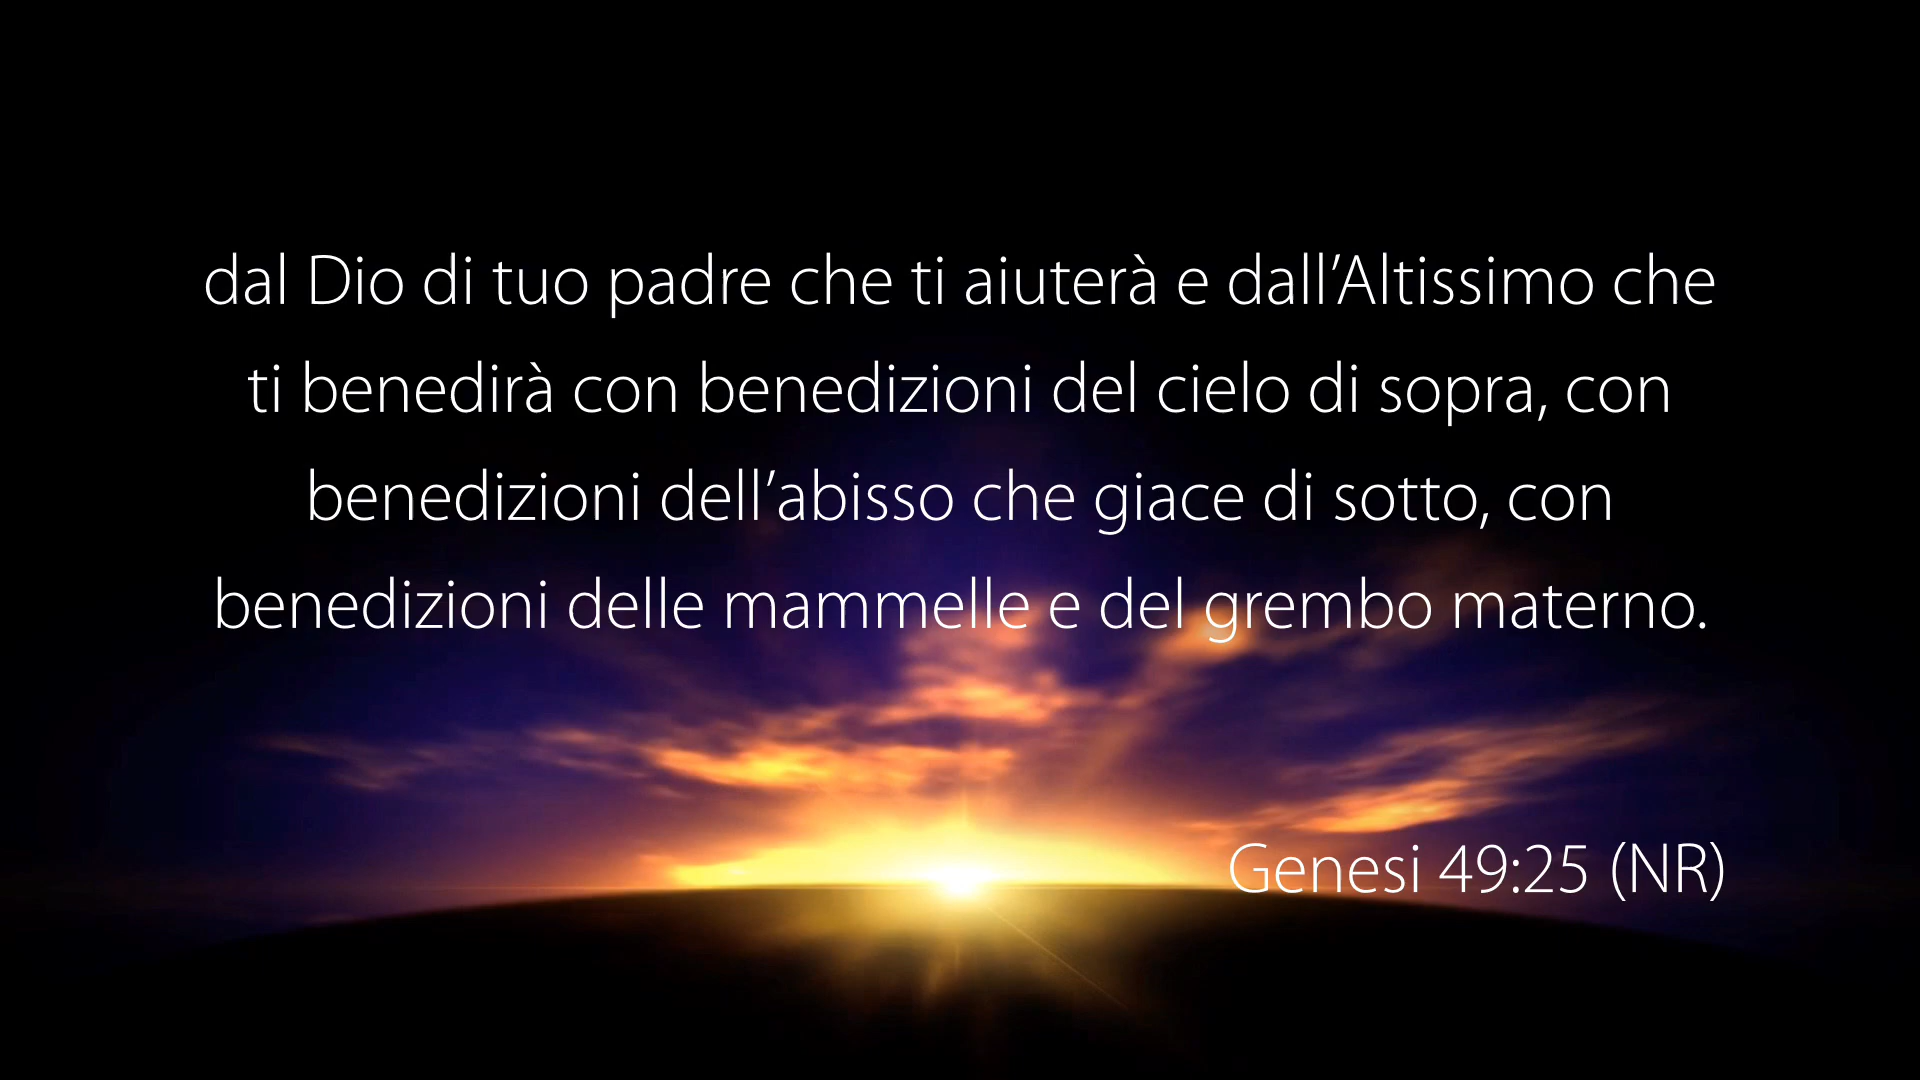 dal Dio di tuo padre che ti aiuterà e dall’Altissimo che
ti benedirà con benedizioni del cielo di sopra, con
benedizioni dell’abisso che giace di sotto, con
benedizioni delle mammelle e del grembo materno.
Genesi 49:25 (NR)